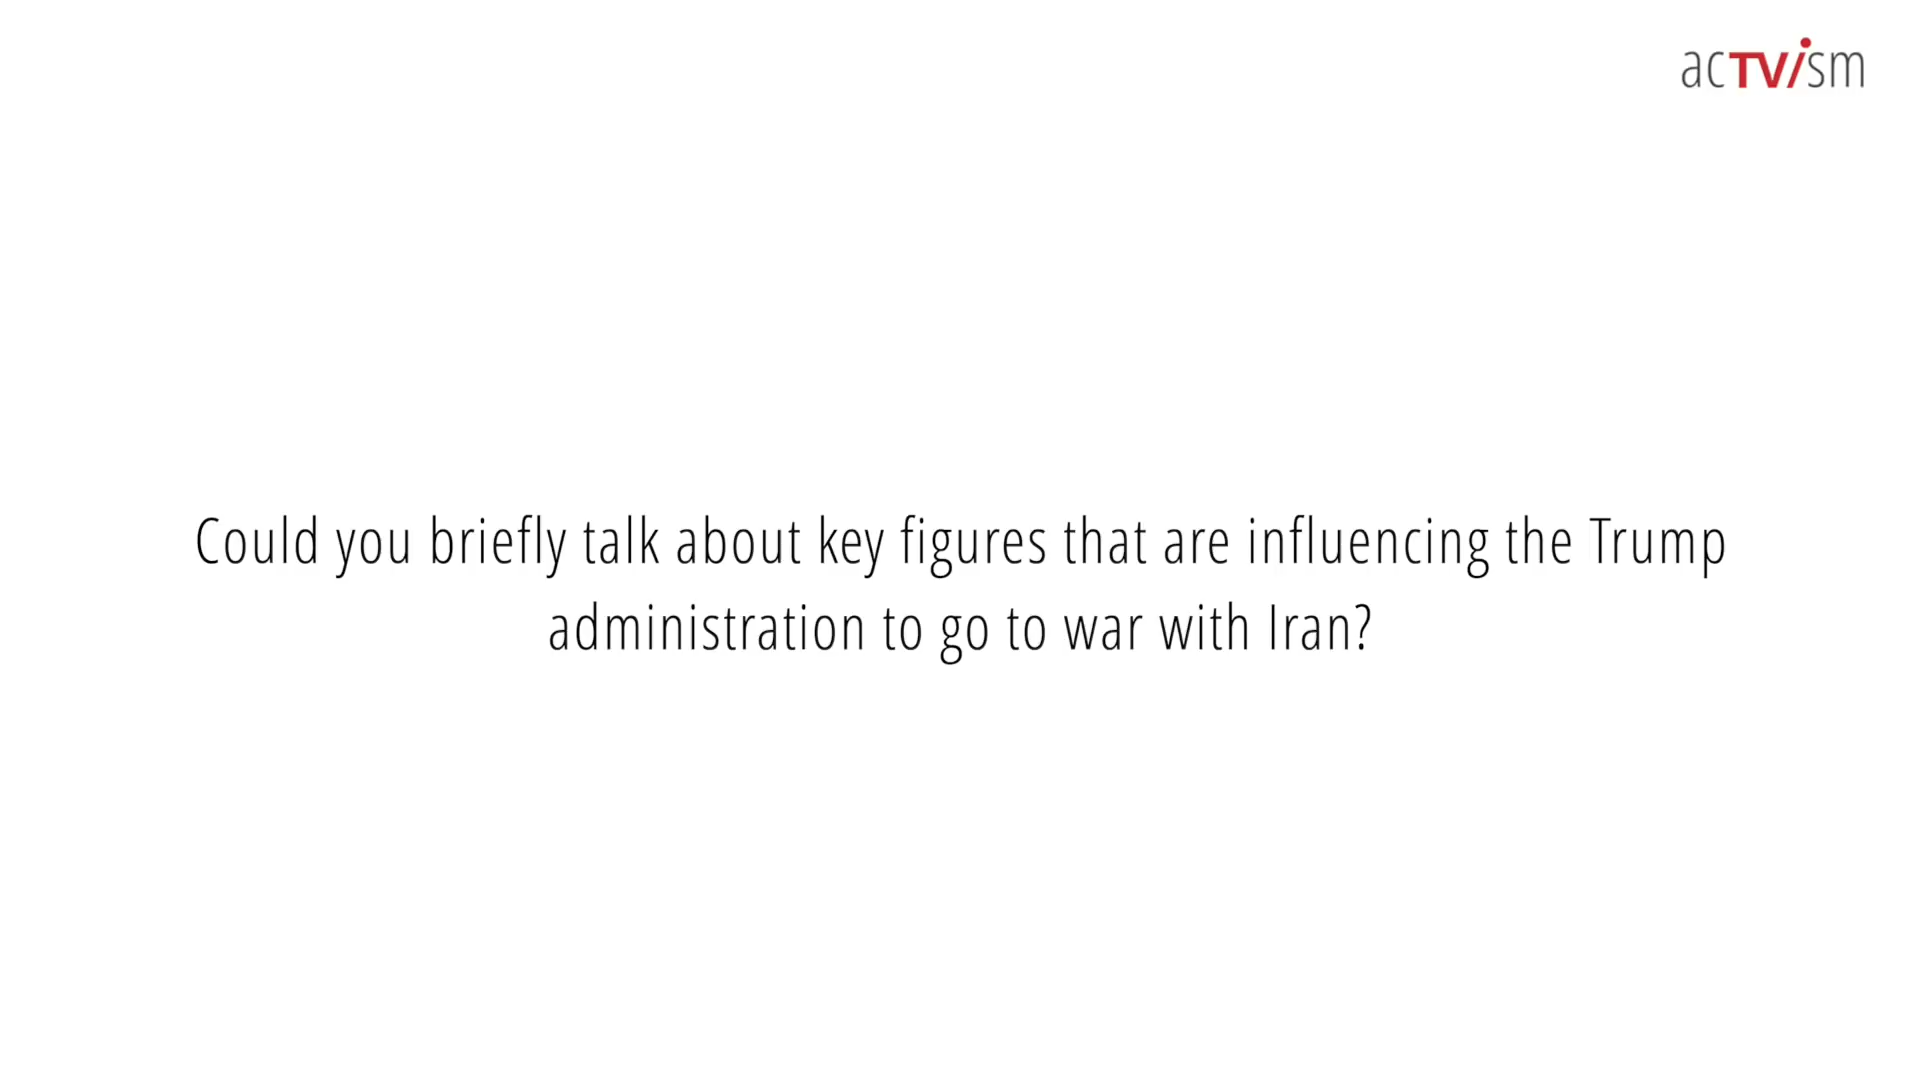 acTVism
Could you briefly talk about key figures that are influencing the Trump
administration to go to war with Iran?